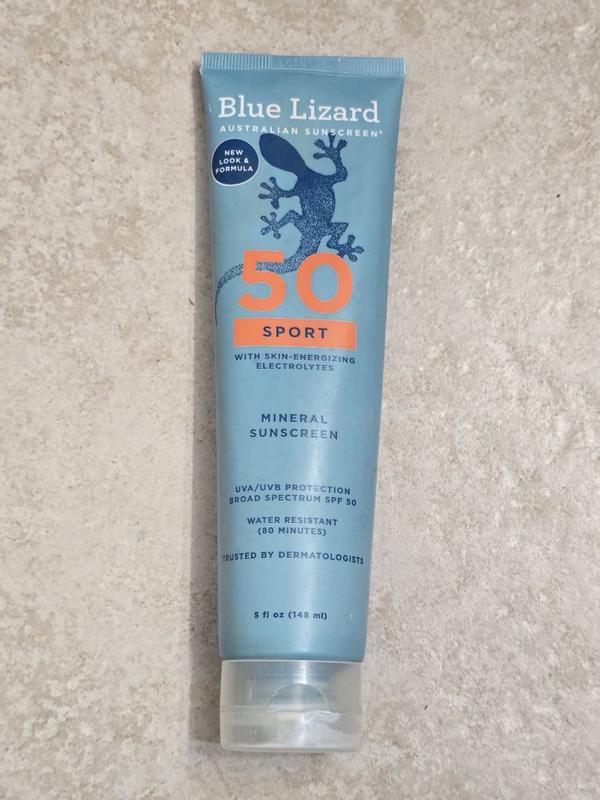 Blue Lizard
AUSTRALIAN SUNSCREEN®
NEW
LOOK &
FORMULA
50
SPORT
WITH SKIN-ENERGIZING
ELECTROLYTES
MINERAL
SUNSCREEN
UVA/UVB PROTECTION
BROAD SPECTRUM SPF 50
WATER RESISTANT
(80 MINUTES)
TRUSTED BY DERMATOLOGISTS
5 fl oz (148 ml)